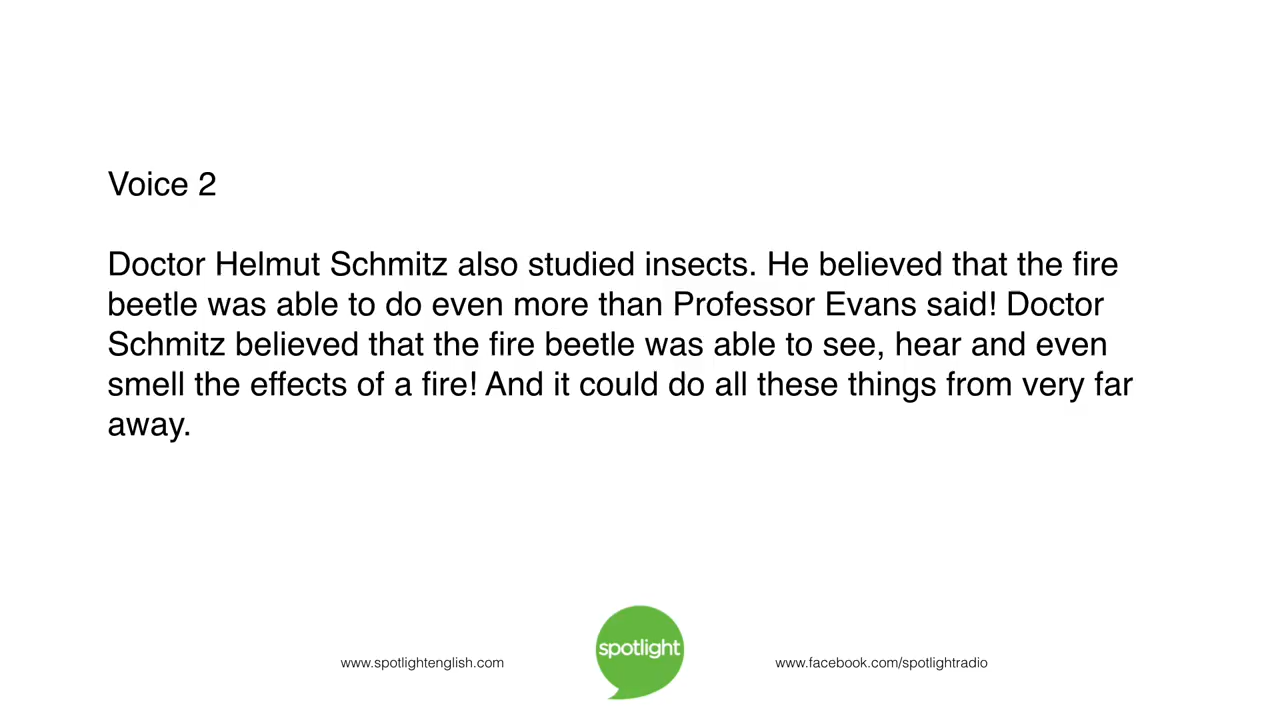 Voice 2
Doctor Helmut Schmitz also studied insects. He believed that the fire
beetle was able to do even more than Professor Evans said! Doctor
Schmitz believed that the fire beetle was able to see, hear and even
smell the effects of a fire! And it could do all these things from very far
away.
www.spotlightenglish.com
spotlight
www.facebook.com/spotlightradio